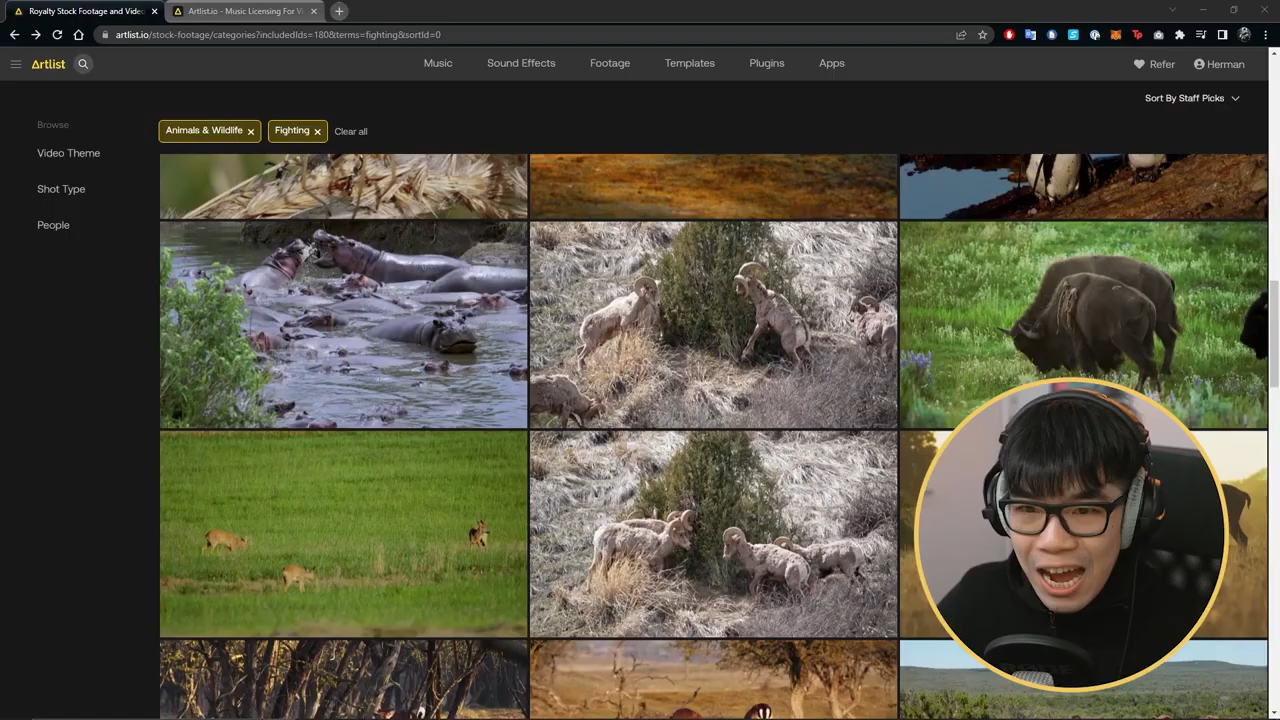 Royalty Stock Footage and Video
Artlist.io - Music Licensing For Vi
artlist.io/stock-footage/categories?includedIds=180&terms=fighting&sortId=0
Artlist
Music
Sound Effects
Footage
Templates
Plugins
Apps
Refer
Herman
Sort By Staff Picks
Browse
Video Theme
Shot Type
People
Animals & Wildlife
Fighting
Clear all